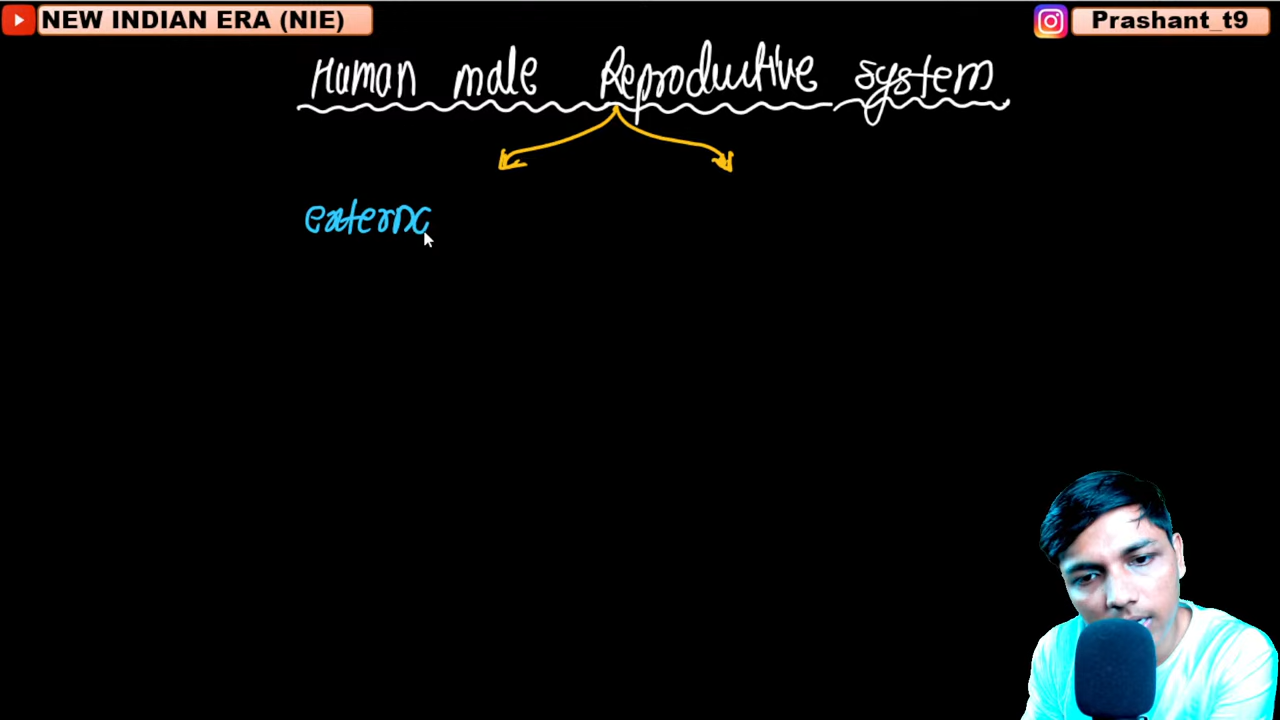 NEW INDIAN ERA (NIE)
Prashant_t9
Human male Reproductive system
externa